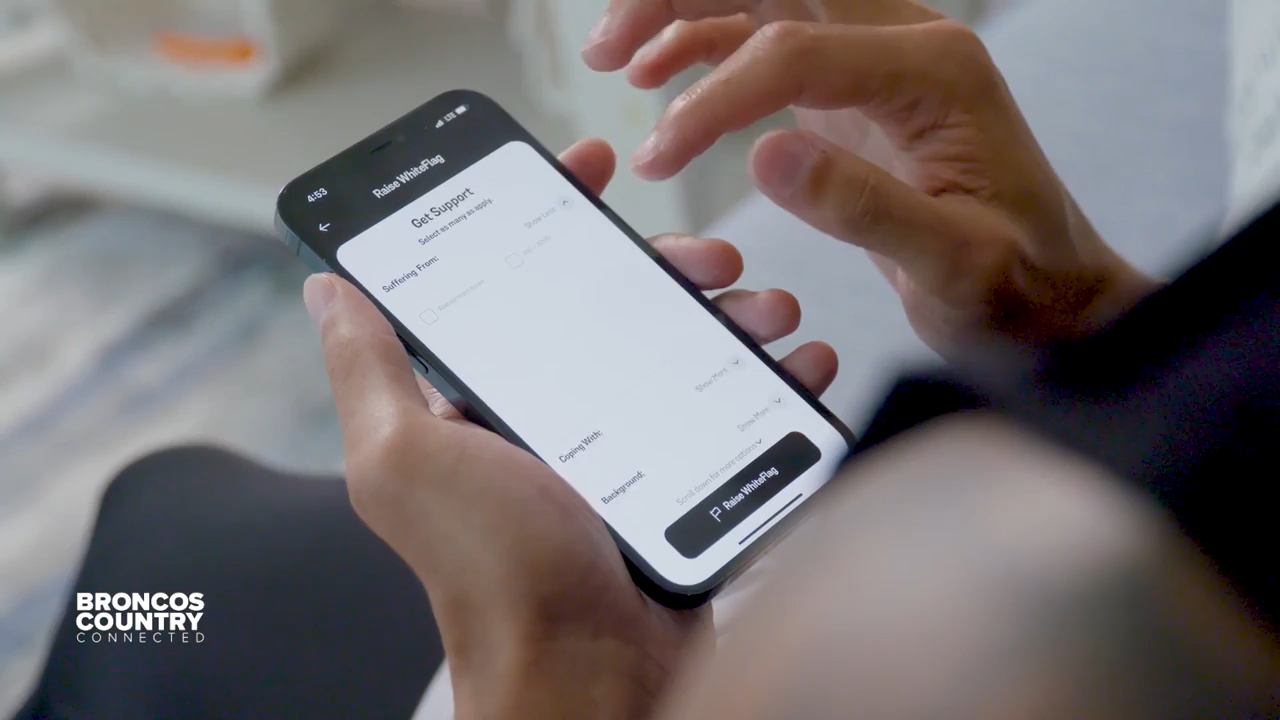 4:53
LTE
Raise WhiteFlag
Get Support
Select as many as apply.
Suffering From:
Show Less
Coping With:
Show More
Background:
Show More
Scroll down for more options
Raise WhiteFlag
BRONCOS
COUNTRY
CONNECTED